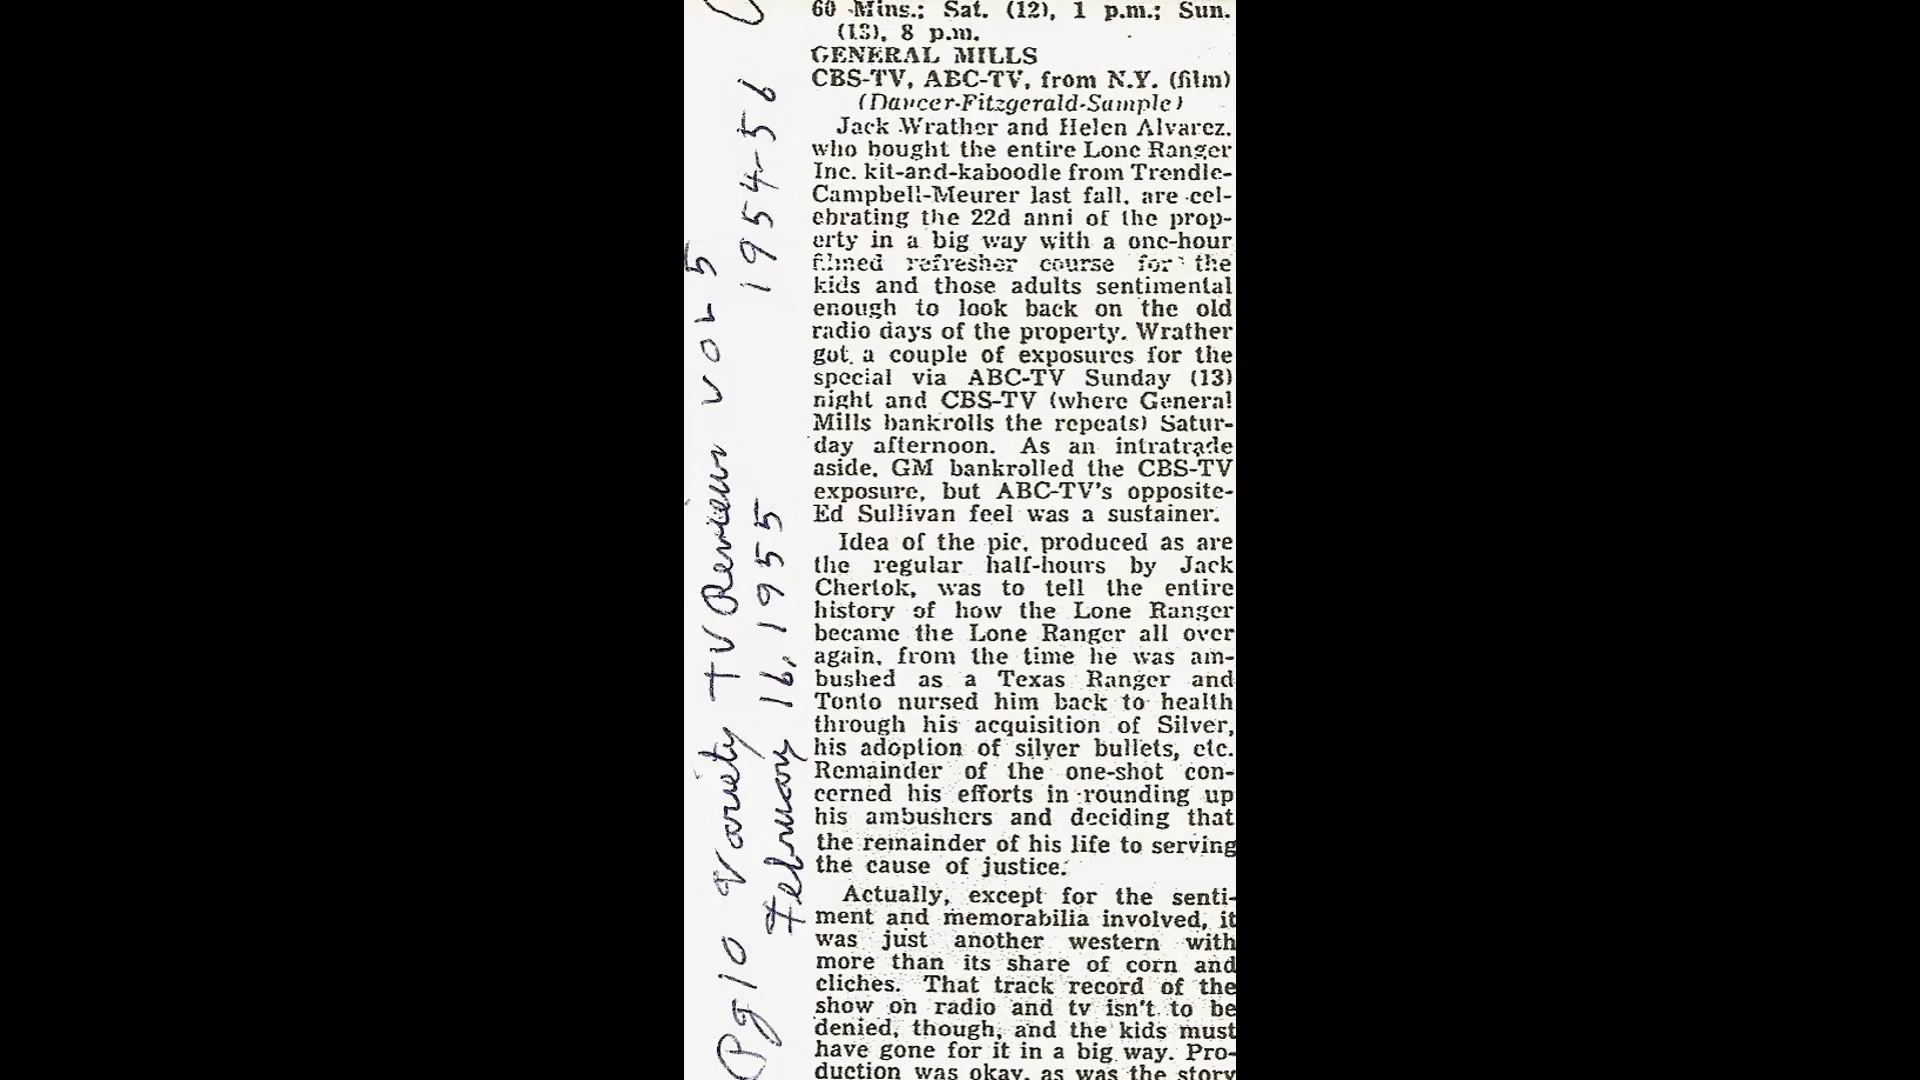 60 Mins.; Sat. (12), 1 p.m.; Sun.
(13), 8 p.m.
GENERAL MILLS
CBS-TV, ABC-TV, from N.Y. (film)
(Dancer-Fitzgerald-Sample)
Jack Wrather and Helen Alvarez,
who bought the entire Lone Ranger
Inc. kit-and-kaboodle from Trendle-
Campbell-Meurer last fall, are cel-
ebrating the 22d anni of the prop-
erty in a big way with a one-hour
filmed refresher course for the
kids and those adults sentimental
enough to look back on the old
radio days of the property. Wrather
got a couple of exposures for the
special via ABC-TV Sunday (13)
night and CBS-TV (where General
Mills bankrolls the repeats) Satur-
day afternoon. As an intratrade
aside, GM bankrolled the CBS-TV
exposure, but ABC-TV's opposite-
Ed Sullivan feel was a sustainer.
Idea of the pic, produced as are
the regular half-hours by Jack
Chertok, was to tell the entire
history of how the Lone Ranger
became the Lone Ranger all over
again, from the time he was am-
bushed as a Texas Ranger and
Tonto nursed him back to health
through his acquisition of Silver,
his adoption of silver bullets, etc.
Remainder of the one-shot con-
cerned his efforts in rounding up
his ambushers and deciding that
the remainder of his life to serving
the cause of justice.
Actually, except for the senti-
ment and memorabilia involved, it
was just another western with
more than its share of corn and
cliches. That track record of the
show on radio and tv isn't to be
denied, though, and the kids must
have gone for it in a big way. Pro-
duction was okay, as was the story
Pg 10 Variety TV Review VOL 5
February 16, 1955 1954-56